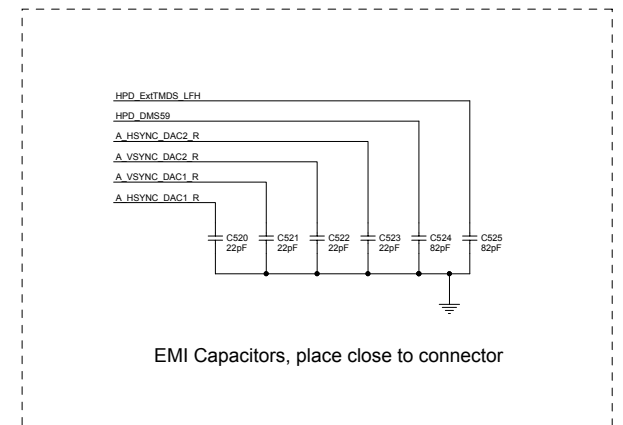 HPD_ExtTMDS_LFH
HPD_DMS59
A_HSYNC_DAC2_R
A_VSYNC_DAC2_R
A_VSYNC_DAC1_R
A_HSYNC_DAC1_R
C520 C521 C522 C523 C524 C525
22pF 22pF 22pF 22pF 82pF 82pF
EMI Capacitors, place close to connector